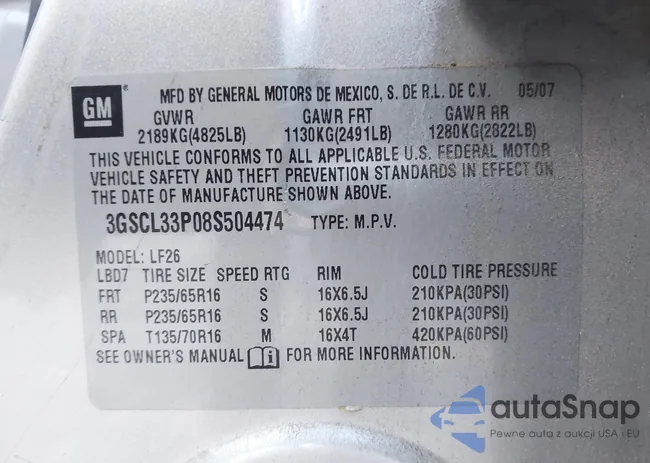 GM
MFD BY GENERAL MOTORS DE MEXICO, S. DE R.L. DE C.V. 05/07
GVWR GAWR FRT GAWR RR
2189KG(4825LB) 1130KG(2491LB) 1280KG(2822LB)
THIS VEHICLE CONFORMS TO ALL APPLICABLE U.S. FEDERAL MOTOR
VEHICLE SAFETY AND THEFT PREVENTION STANDARDS IN EFFECT ON
THE DATE OF MANUFACTURE SHOWN ABOVE.
3GSCL33P08S504474 TYPE: M.P.V.
MODEL: LF26
LBD7 TIRE SIZE SPEED RTG RIM COLD TIRE PRESSURE
FRT P235/65R16 S 16X6.5J 210KPA(30PSI)
RR P235/65R16 S 16X6.5J 210KPA(30PSI)
SPA T135/70R16 M 16X4T 420KPA(60PSI)
SEE OWNER'S MANUAL FOR MORE INFORMATION.
autaSnap
Pewne auta z aukcji USA i EU